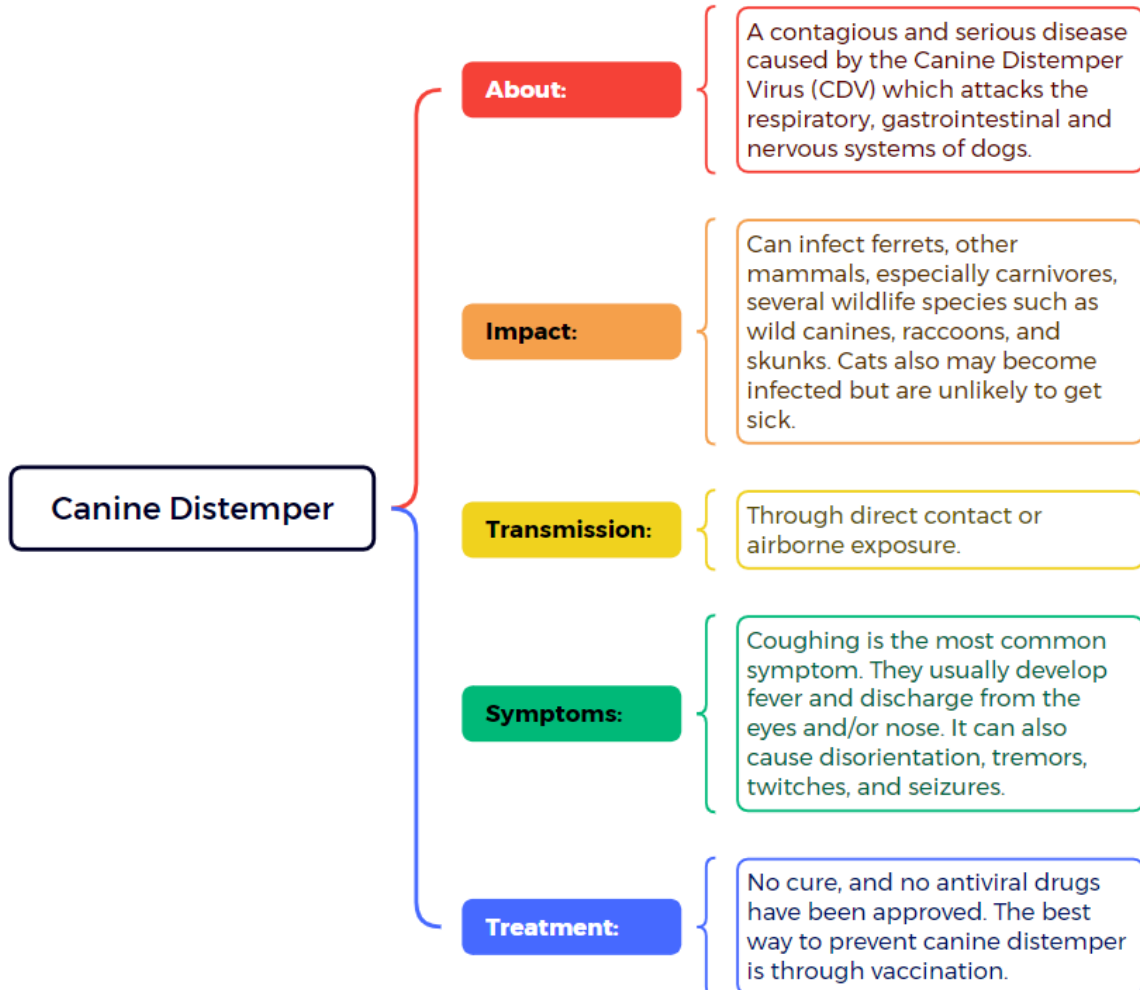 Canine Distemper
About:
A contagious and serious disease
caused by the Canine Distemper
Virus (CDV) which attacks the
respiratory, gastrointestinal and
nervous systems of dogs.
Impact:
Can infect ferrets, other
mammals, especially carnivores,
several wildlife species such as
wild canines, raccoons, and
skunks. Cats also may become
infected but are unlikely to get
sick.
Transmission:
Through direct contact or
airborne exposure.
Symptoms:
Coughing is the most common
symptom. They usually develop
fever and discharge from the
eyes and/or nose. It can also
cause disorientation, tremors,
twitches, and seizures.
Treatment:
No cure, and no antiviral drugs
have been approved. The best
way to prevent canine distemper
is through vaccination.